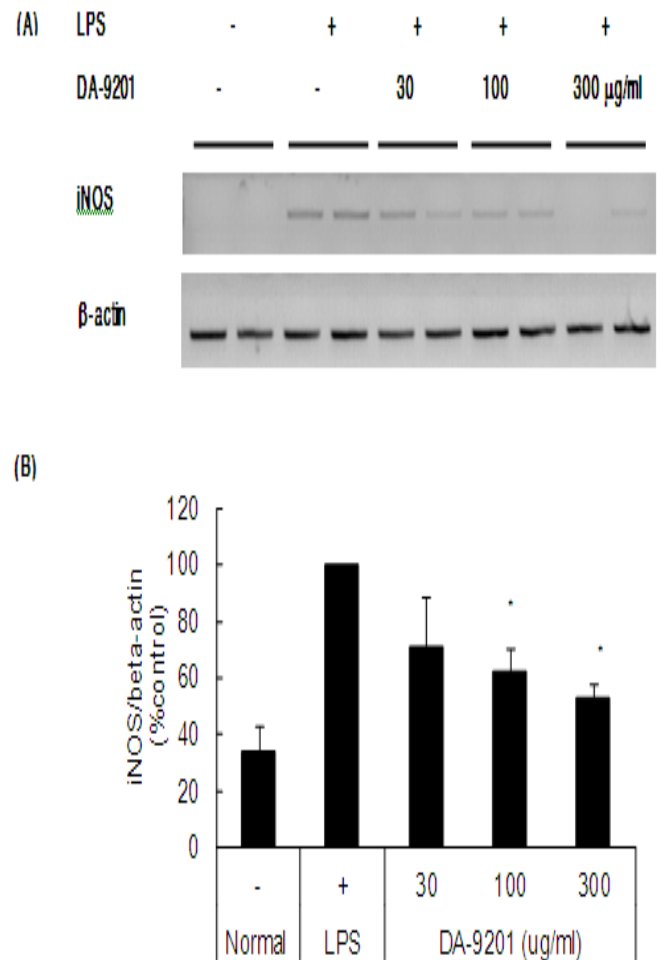 (A) LPS - + + + +
DA-9201 - - 30 100 300 μg/ml
iNOS
β-actin
(B)
120
100
80
60
40
20
0
iNOS/beta-actin
(%control)
* *
- + 30 100 300
Normal LPS DA-9201 (ug/ml)